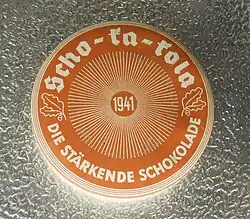 Scho-ka-kola
1941
DIE STÄRKENDE SCHOKOLADE